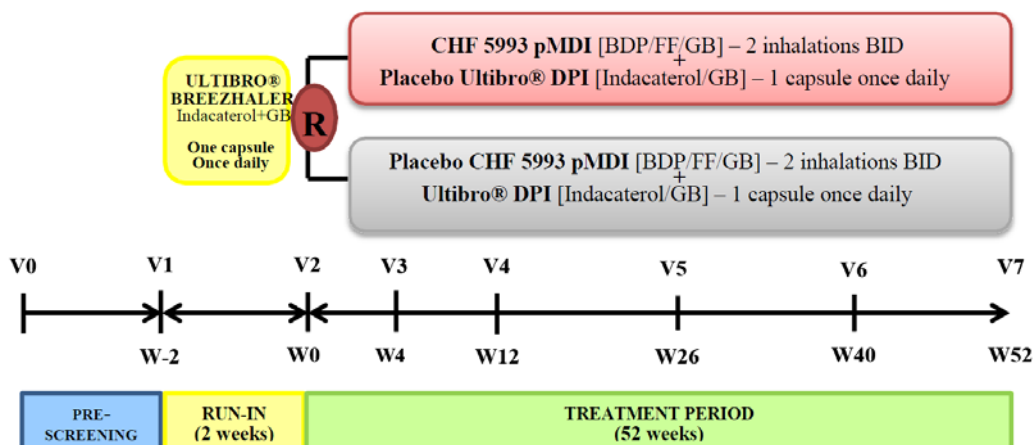 CHF 5993 pMDI [BDP/FF/GB] – 2 inhalations BID
+
Placebo Ultibro® DPI [Indacaterol/GB] – 1 capsule once daily
ULTIBRO®
BREEZHALER
Indacaterol+GB
One capsule
Once daily
R
Placebo CHF 5993 pMDI [BDP/FF/GB] – 2 inhalations BID
+
Ultibro® DPI [Indacaterol/GB] – 1 capsule once daily
V0 V1 V2 V3 V4 V5 V6 V7
W-2 W0 W4 W12 W26 W40 W52
PRE-
SCREENING
RUN-IN
(2 weeks)
TREATMENT PERIOD
(52 weeks)